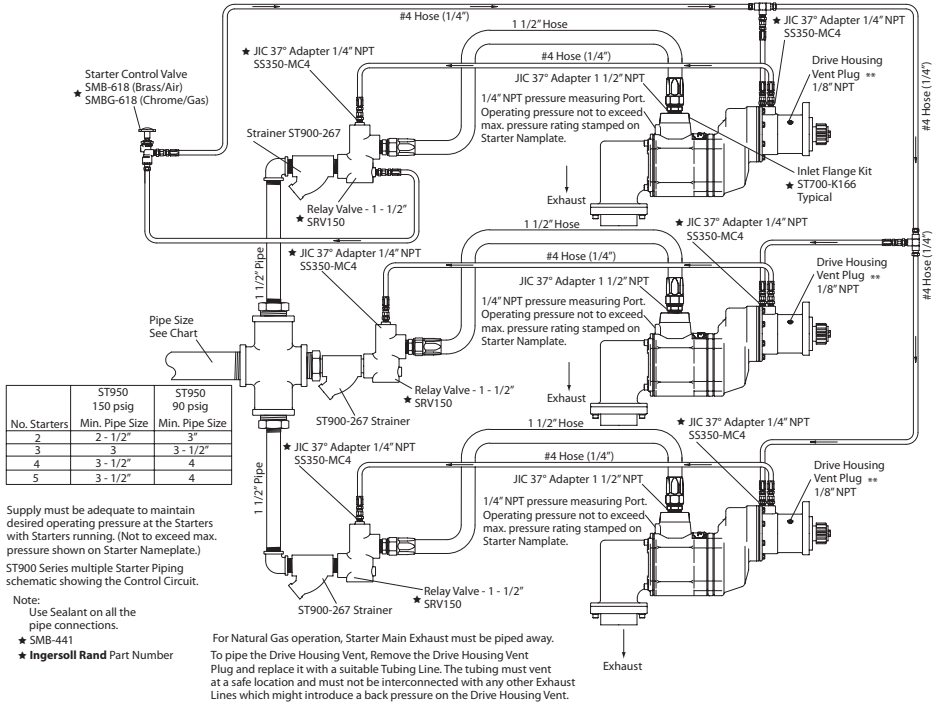 #4 Hose (1/4")
1 1/2" Hose
★ JIC 37° Adapter 1/4" NPT
SS350-MC4
★ JIC 37° Adapter 1/4" NPT
SS350-MC4
#4 Hose (1/4")
Drive Housing
Vent Plug **
1/8" NPT
JIC 37° Adapter 1 1/2" NPT
Starter Control Valve
SMB-618 (Brass/Air)
★ SMBG-618 (Chrome/Gas)
1/4" NPT pressure measuring Port.
Operating pressure not to exceed
max. pressure rating stamped on
Starter Namplate.
#4 Hose (1/4")
Strainer ST900-267
Inlet Flange Kit
★ ST700-K166
Typical
Exhaust
Relay Valve - 1 - 1/2"
★ SRV150
1 1/2" Hose
★ JIC 37° Adapter 1/4" NPT
SS350-MC4
★ JIC 37° Adapter 1/4" NPT
SS350-MC4
#4 Hose (1/4")
1 1/2" Pipe
#4 Hose (1/4")
Drive Housing
Vent Plug **
1/8" NPT
JIC 37° Adapter 1 1/2" NPT
1/4" NPT pressure measuring Port.
Operating pressure not to exceed
max. pressure rating stamped on
Starter Namplate.
Pipe Size
See Chart
Exhaust
Relay Valve - 1 - 1/2"
★ SRV150
ST900-267 Strainer
ST950 ST950
150 psig 90 psig
No. Starters Min. Pipe Size Min. Pipe Size
2 2 - 1/2" 3"
3 3 3 - 1/2"
4 3 - 1/2" 4
5 3 - 1/2" 4
1 1/2" Hose
★ JIC 37° Adapter 1/4" NPT
SS350-MC4
★ JIC 37° Adapter 1/4" NPT
SS350-MC4
#4 Hose (1/4")
1 1/2" Pipe
Drive Housing
Vent Plug **
1/8" NPT
JIC 37° Adapter 1 1/2" NPT
1/4" NPT pressure measuring Port.
Operating pressure not to exceed
max. pressure rating stamped on
Starter Namplate.
Supply must be adequate to maintain
desired operating pressure at the Starters
with Starters running. (Not to exceed max.
pressure shown on Starter Nameplate.)
ST900 Series multiple Starter Piping
schematic showing the Control Circuit.
Relay Valve - 1 - 1/2"
★ SRV150
ST900-267 Strainer
Note:
Use Sealant on all the
pipe connections.
★ SMB-441
★ Ingersoll Rand Part Number
Exhaust
For Natural Gas operation, Starter Main Exhaust must be piped away.
To pipe the Drive Housing Vent, Remove the Drive Housing Vent
Plug and replace it with a suitable Tubing Line. The tubing must vent
at a safe location and must not be interconnected with any other Exhaust
Lines which might introduce a back pressure on the Drive Housing Vent.